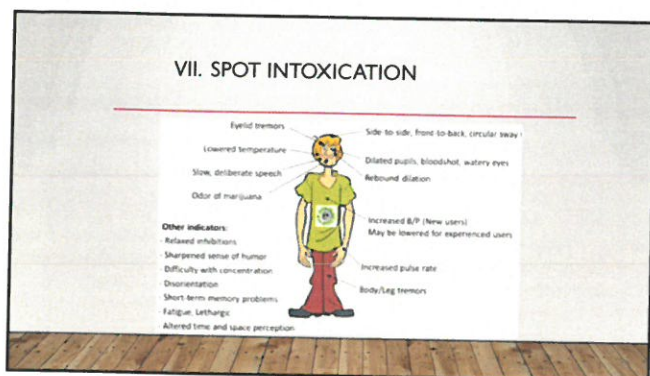 VII. SPOT INTOXICATION
Eyelid tremors
Lowered temperature
Slow, deliberate speech
Odor of marijuana
Side-to-side, front-to-back, circular sway
Dilated pupils, bloodshot, watery eyes
Rebound dilation
Increased B/P (New users)
May be lowered for experienced users
Increased pulse rate
Body/Leg tremors
Other indicators:
- Relaxed inhibitions
- Sharpened sense of humor
- Difficulty with concentration
- Disorientation
- Short-term memory problems
- Fatigue, Lethargic
- Altered time and space perception